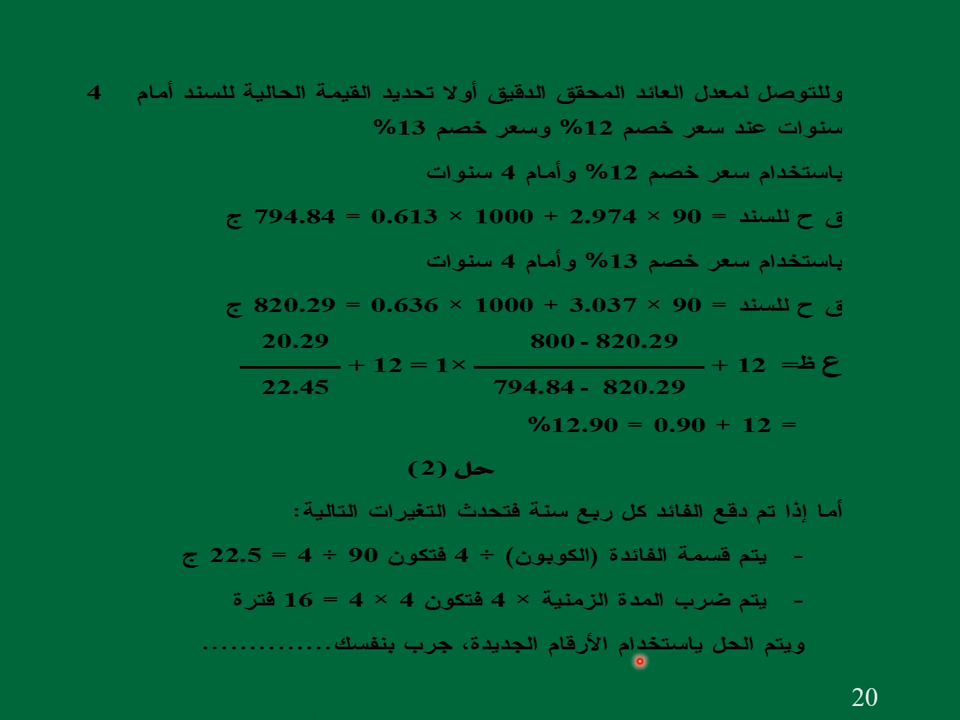 وللتوصل لمعدل العائد المحقق الدقيق أولا تحديد القيمة الحالية للسند أمام 4
سنوات عند سعر خصم 12% وسعر خصم 13%
باستخدام سعر خصم 12% وأمام 4 سنوات
ق ح للسند = 90 × 2.974 + 1000 × 0.613 = 794.84 ج
باستخدام سعر خصم 13% وأمام 4 سنوات
ق ح للسند = 90 × 3.037 + 1000 × 0.636 = 820.29 ج
820.29 - 800 20.29
ع ظ= 12 + ـــــــــــــــ ×1 = 12 + ـــــــــــــــ
820.29 - 794.84 22.45
= 12 + 0.90 = 12.90%
حل (2)
أما إذا تم دقع الفائد كل ربع سنة فتحدث التغيرات التالية:
- يتم قسمة الفائدة (الكوبون) ÷ 4 فتكون 90 ÷ 4 = 22.5 ج
- يتم ضرب المدة الزمنية × 4 فتكون 4 × 4 = 16 فترة
ويتم الحل ياستخدام الأرقام الجديدة، جرب بنفسك..............
20